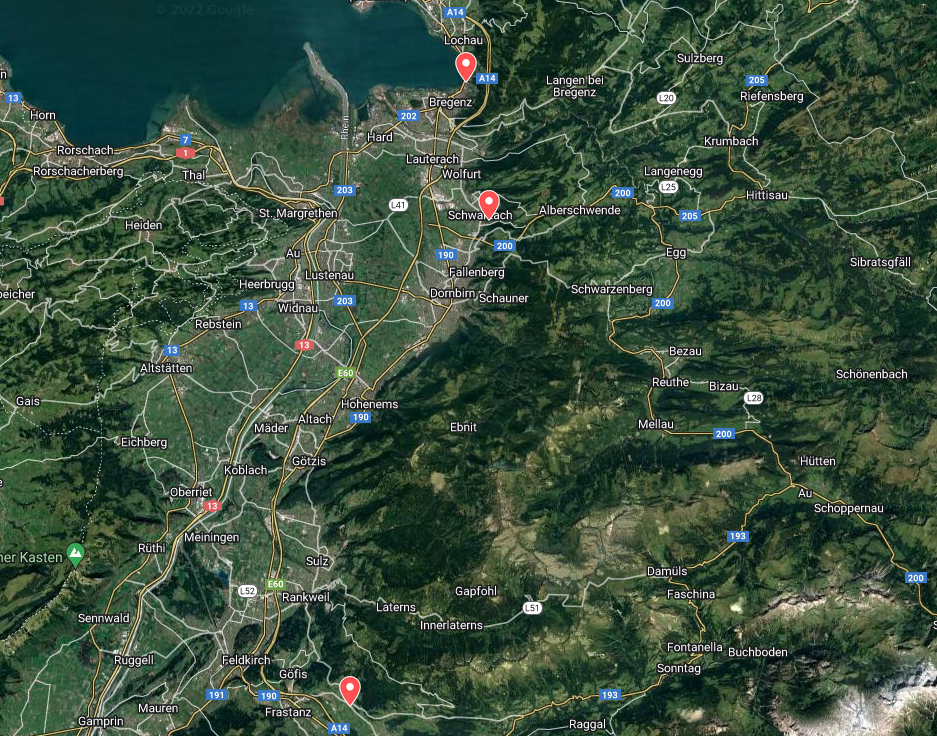 © 2022 Google
A14
Lochau
Sulzberg
A14
Langen bei
Bregenz
205
Riefensberg
L20
13
Bregenz
Horn
202
Rhein
Hard
7
Krumbach
Rorschach
1
Lauterach
Rorschacherberg
Thal
Wolfurt
Langenegg
L25
203
200
Hittisau
L41
St. Margrethen
Alberschwende
205
Heiden
200
Au
190
Egg
Sibratsgfäll
Lustenau
Fallenberg
Heerbrugg
Schwarzenberg
Dornbirn
Schauner
13
Widnau
203
200
Rebstein
13
13
Bezau
Altstätten
E60
Reuthe
Bizau
Schönenbach
Gais
L28
Hohenems
190
Altach
Mäder
Ebnit
Mellau
200
Eichberg
Götzis
Hütten
Koblach
Oberriet
13
Au
Schoppernau
Meiningen
193
Rüthi
Sulz
Damüls
200
E60
L52
Gapfohl
Rankweil
Laterns
L51
Faschina
Sennwald
Innerlaterns
Ruggell
Feldkirch
Fontanella
Buchboden
Göfis
Sonntag
191
190
193
Mauren
Frastanz
Gamprin
A14
Raggal